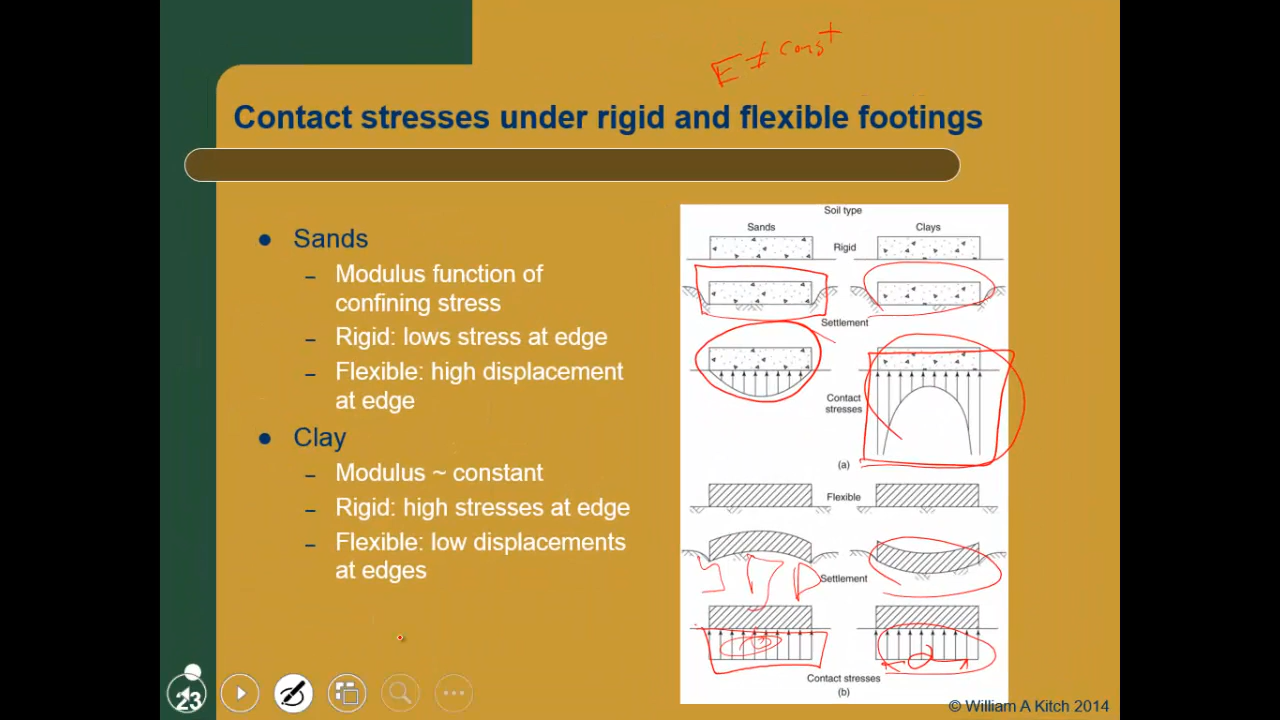 E ≠ const
Contact stresses under rigid and flexible footings
● Sands
– Modulus function of
confining stress
– Rigid: lows stress at edge
– Flexible: high displacement
at edge
● Clay
– Modulus ~ constant
– Rigid: high stresses at edge
– Flexible: low displacements
at edges
Soil type
Sands
Clays
Rigid
Settlement
Contact
stresses
(a)
Flexible
Settlement
Contact stresses
(b)
23
© William A Kitch 2014